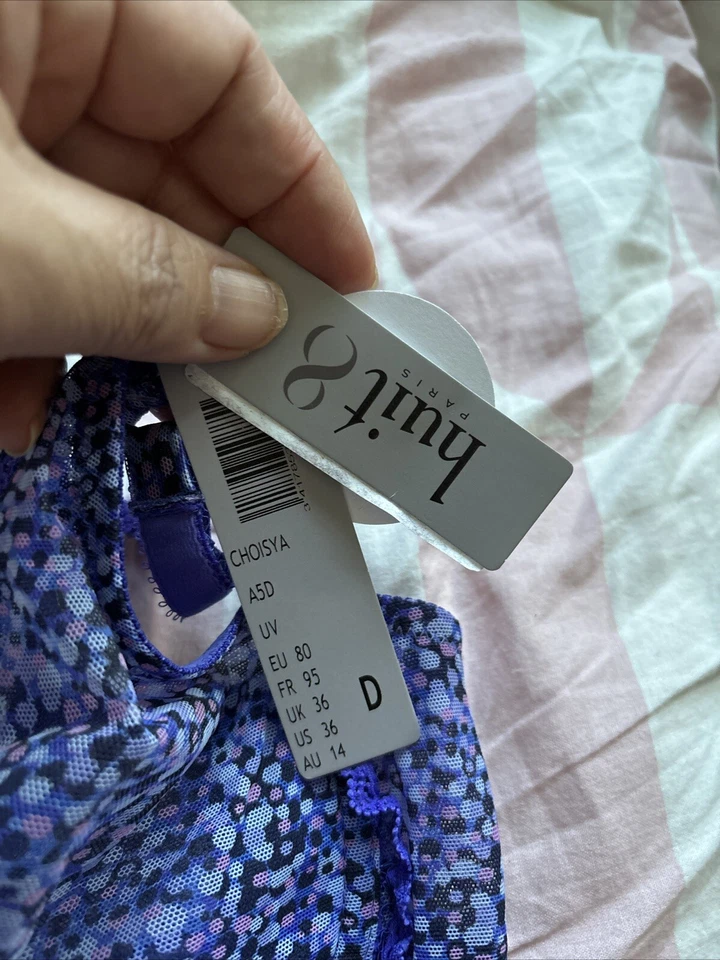 huit 8
PARIS
CHOISYA
A5D
UV
EU 80
FR 95
UK 36
US 36
AU 14
D